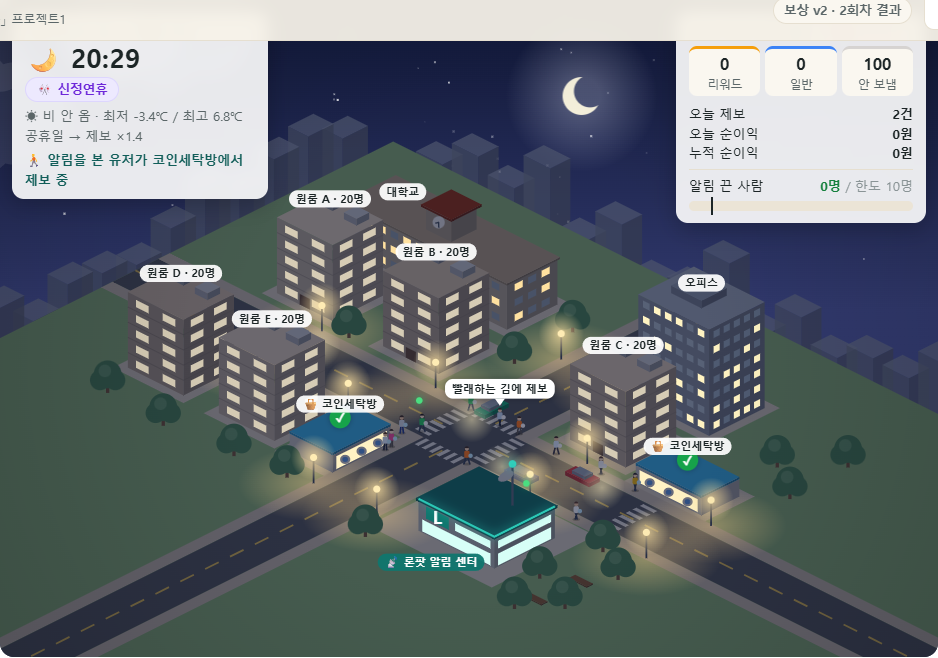 」 프로젝트1
보상 v2 · 2회차 결과
20:29
신정연휴
비 안 옴 · 최저 -3.4℃ / 최고 6.8℃
공휴일 → 제보 ×1.4
알림을 본 유저가 코인세탁방에서
제보 중
0 0 100
리워드 일반 안 보냄
오늘 제보 2건
오늘 순이익 0원
누적 순이익 0원
알림 끈 사람 0명 / 한도 10명
대학교
원룸 A · 20명
원룸 B · 20명
원룸 D · 20명
오피스
원룸 E · 20명
원룸 C · 20명
빨래하는 김에 제보
코인세탁방
코인세탁방
L
론팟 알림 센터